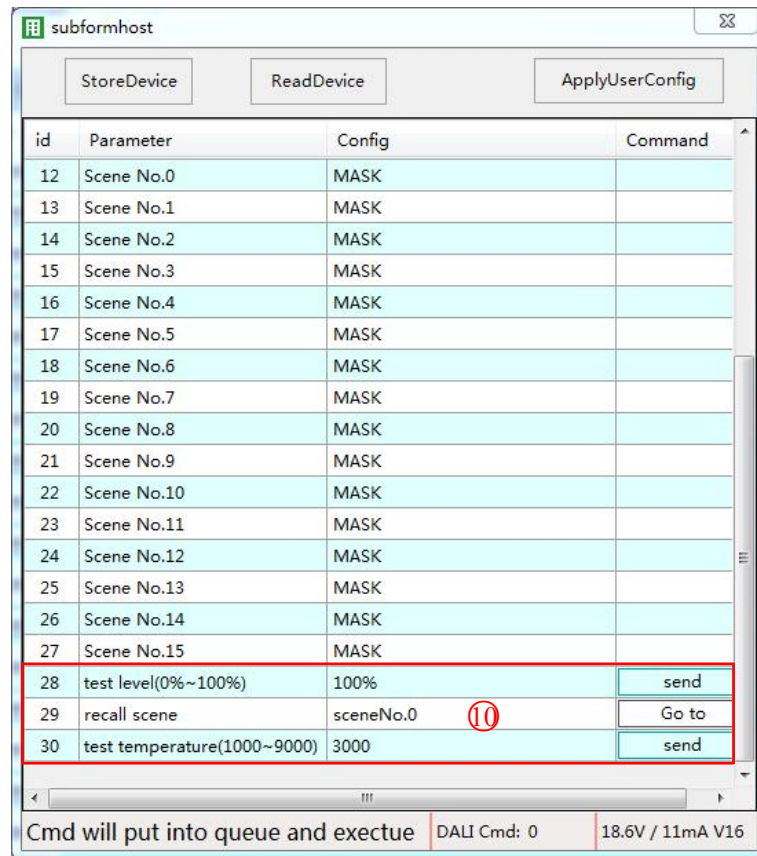 subformhost
StoreDevice ReadDevice ApplyUserConfig
id Parameter Config Command
12 Scene No.0 MASK
13 Scene No.1 MASK
14 Scene No.2 MASK
15 Scene No.3 MASK
16 Scene No.4 MASK
17 Scene No.5 MASK
18 Scene No.6 MASK
19 Scene No.7 MASK
20 Scene No.8 MASK
21 Scene No.9 MASK
22 Scene No.10 MASK
23 Scene No.11 MASK
24 Scene No.12 MASK
25 Scene No.13 MASK
26 Scene No.14 MASK
27 Scene No.15 MASK
28 test level(0%~100%) 100% send
29 recall scene sceneNo.0 ⑩ Go to
30 test temperature(1000~9000) 3000 send
Cmd will put into queue and exectue DALI Cmd: 0 18.6V / 11mA V16